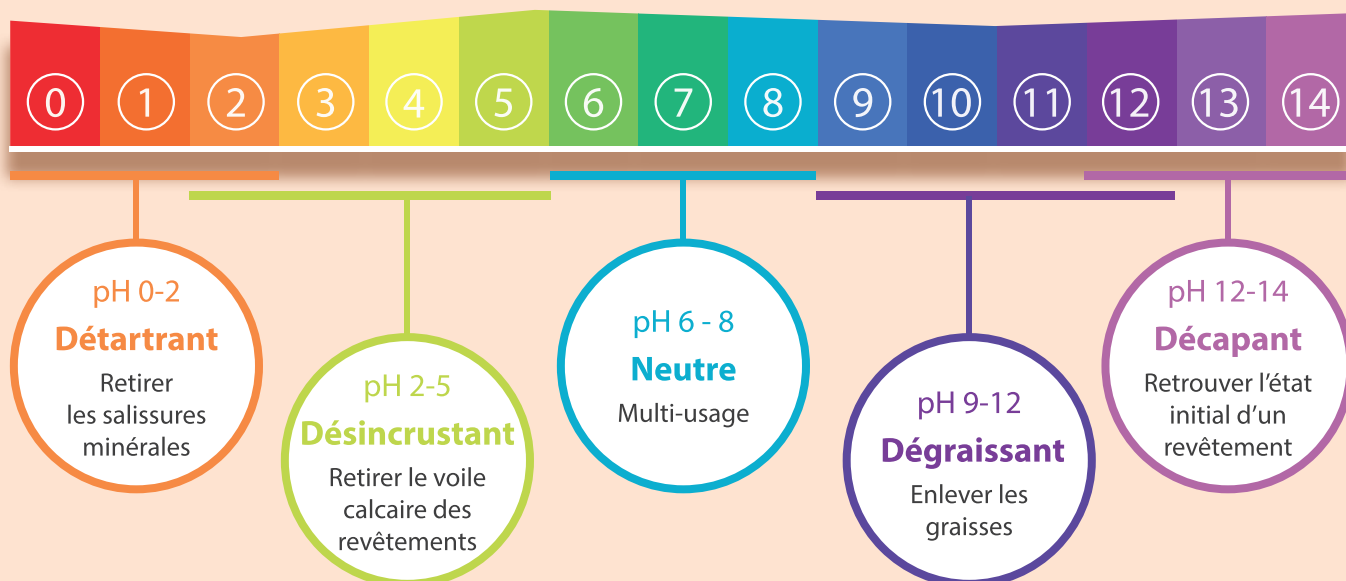 0 1 2 3 4 5 6 7 8 9 10 11 12 13 14
pH 0-2
Détartrant
Retirer
les salissures
minérales
pH 2-5
Désincrustant
Retirer le voile
calcaire des
revêtements
pH 6 - 8
Neutre
Multi-usage
pH 9-12
Dégraissant
Enlever les
graisses
pH 12-14
Décapant
Retrouver l’état
initial d’un
revêtement